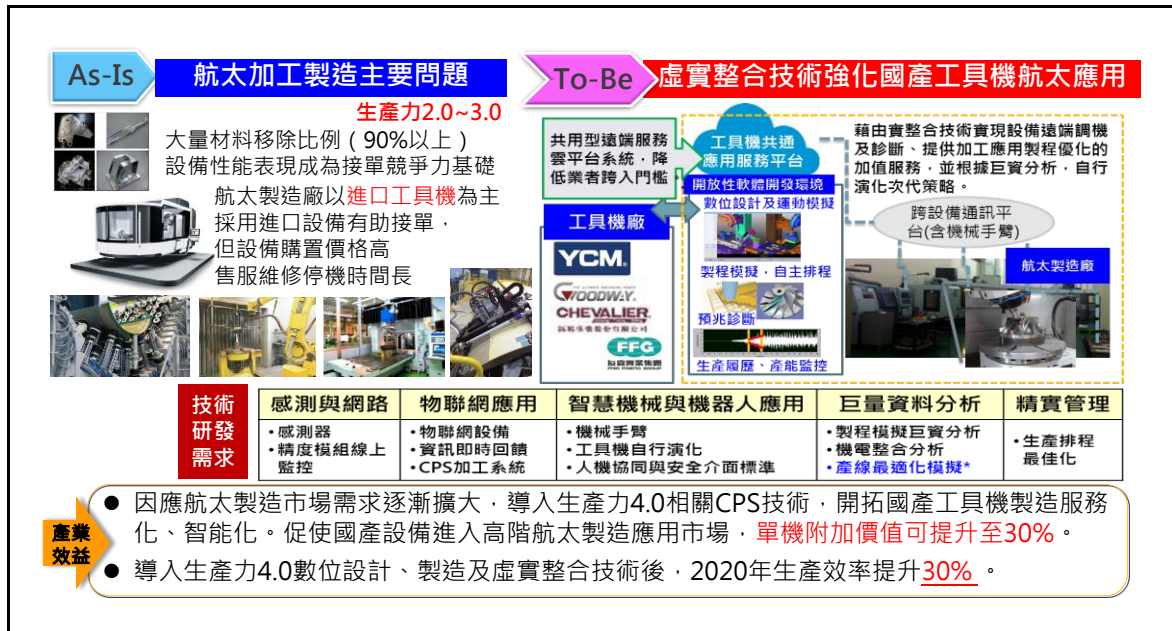 As-Is
航太加工製造主要問題
生產力2.0~3.0
大量材料移除比例（90%以上）
設備性能表現成為接單競爭力基礎
航太製造廠以進口工具機為主
採用進口設備有助接單，
但設備購置價格高
售服維修停機時間長
To-Be
虛實整合技術強化國產工具機航太應用
共用型遠端服務
雲平台系統，降
低業者跨入門檻。
工具機共通
應用服務平台
開放性軟體開發環境
數位設計及運動模擬
製程模擬，自主排程
預兆診斷
生產履歷、產能監控
工具機廠
YCM
GOODWAY
CHEVALIER
FFG
友嘉實業集團
FAIR FRIEND GROUP
藉由實整合技術實現設備遠端調機
及診斷、提供加工應用製程優化的
加值服務，並根據巨資分析，自行
演化次代策略。
跨設備通訊平
台(含機械手臂)
航太製造廠
技術
研發
需求
感測與網路
•感測器
•精度模組線上
監控
物聯網應用
•物聯網設備
•資訊即時回饋
•CPS加工系統
智慧機械與機器人應用
•機械手臂
•工具機自行演化
•人機協同與安全介面標準
巨量資料分析
•製程模擬巨資分析
•機電整合分析
•產線最適化模擬*
精實管理
•生產排程
最佳化
產業
效益
● 因應航太製造市場需求逐漸擴大，導入生產力4.0相關CPS技術，開拓國產工具機製造服務
化、智能化。促使國產設備進入高階航太製造應用市場，單機附加價值可提升至30%。
● 導入生產力4.0數位設計、製造及虛實整合技術後，2020年生產效率提升30% 。